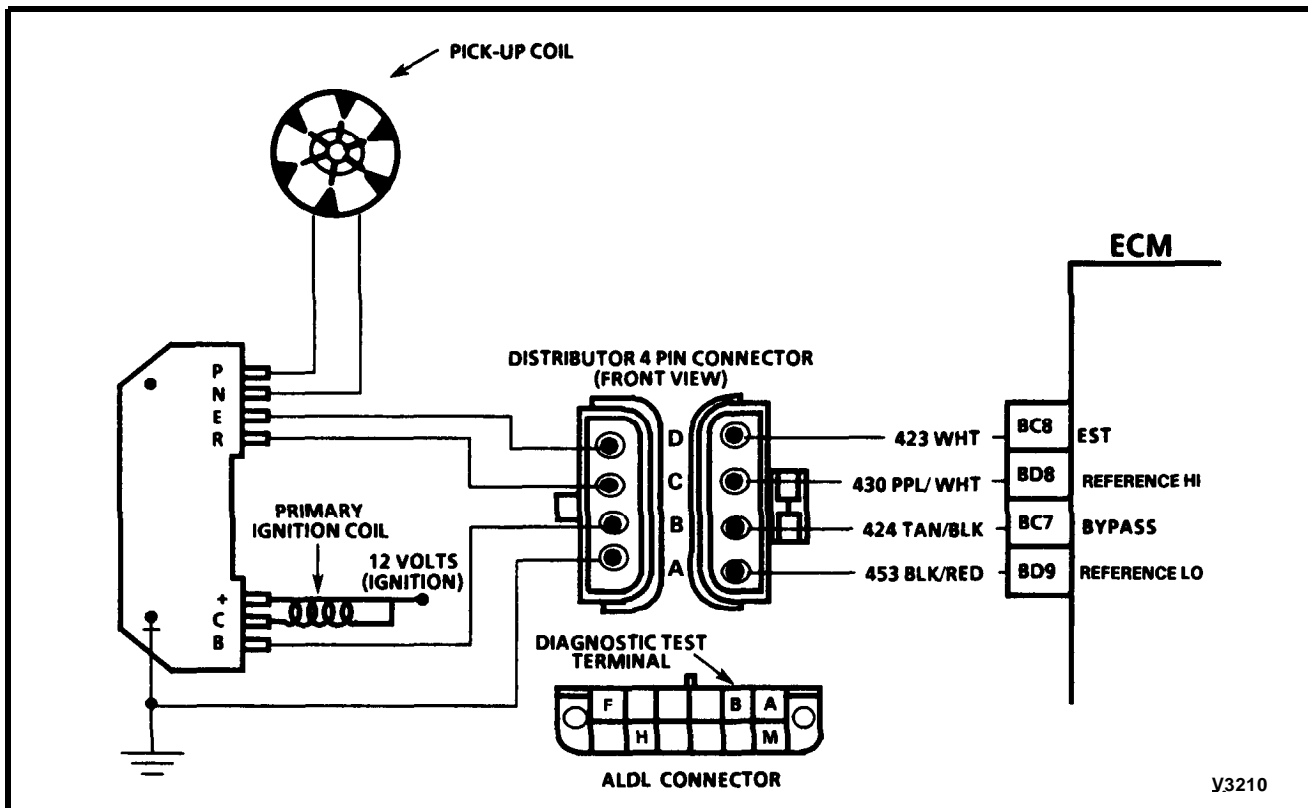 PICK-UP COIL
ECM
P
N
E
R
DISTRIBUTOR 4 PIN CONNECTOR
(FRONT VIEW)
D
C
B
A
423 WHT
BC8
EST
430 PPL/WHT
BD8
REFERENCE HI
424 TAN/BLK
BC7
BYPASS
453 BLK/RED
BD9
REFERENCE LO
PRIMARY
IGNITION COIL
12 VOLTS
(IGNITION)
+
C
B
DIAGNOSTIC TEST
TERMINAL
F
B
A
H
M
ALDL CONNECTOR
V3210